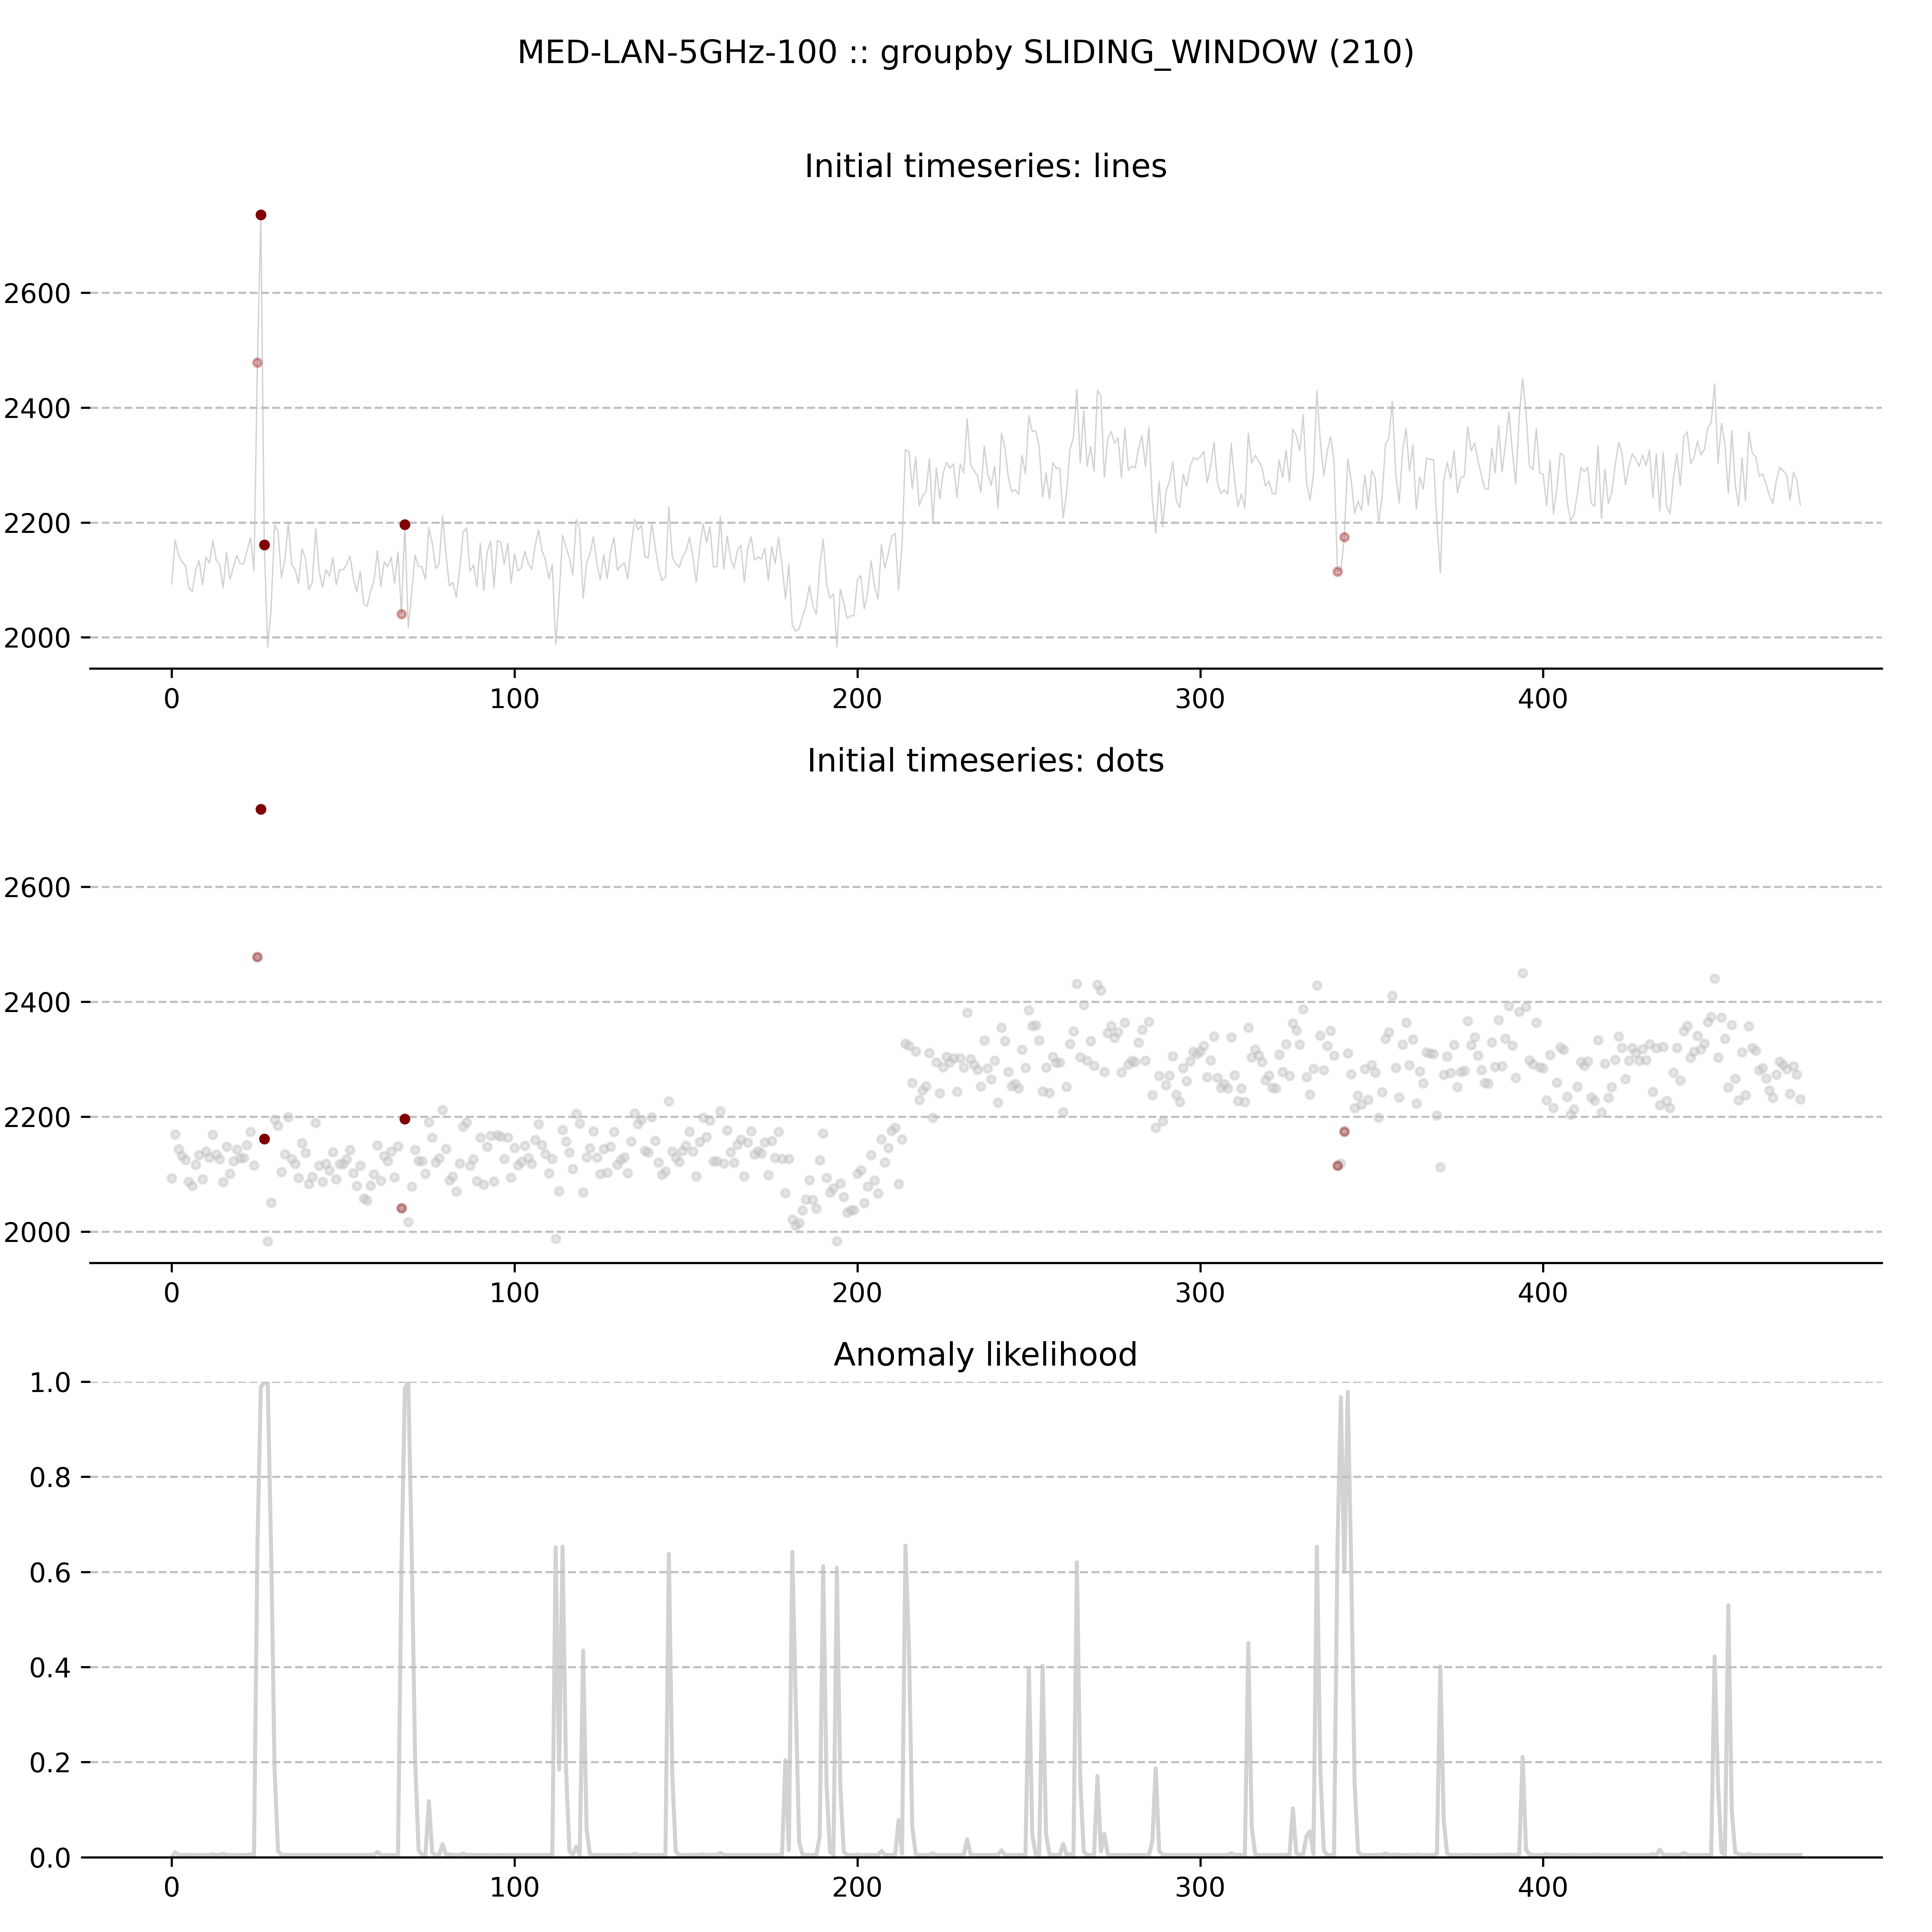 MED-LAN-5GHz-100 :: groupby SLIDING_WINDOW (210)
Initial timeseries: lines
2600
2400
2200
2000
0 100 200 300 400
Initial timeseries: dots
2600
2400
2200
2000
0 100 200 300 400
Anomaly likelihood
1.0
0.8
0.6
0.4
0.2
0.0
0 100 200 300 400